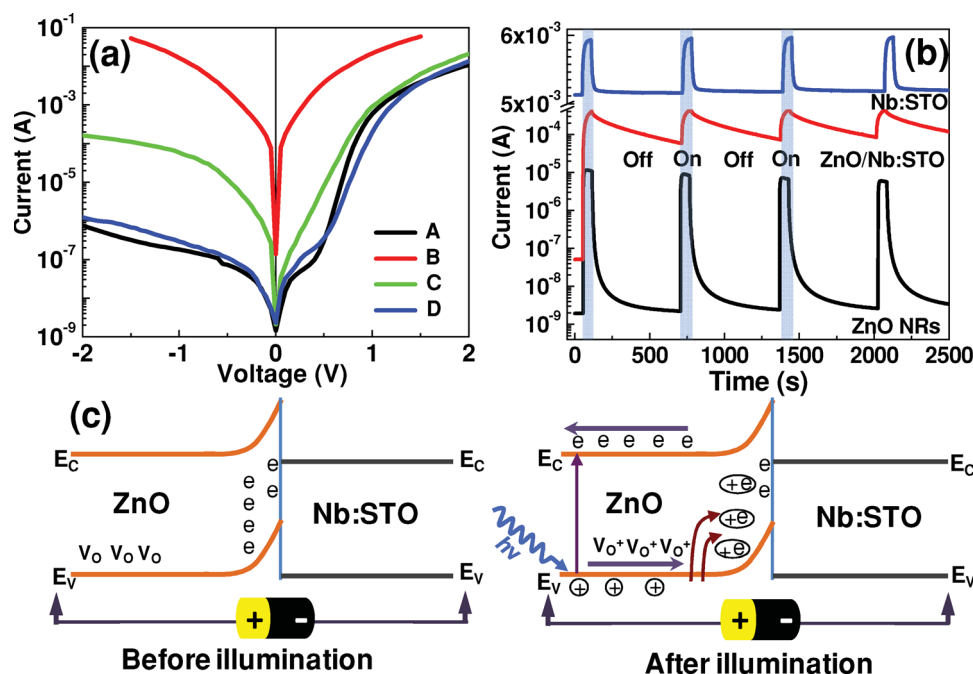 (a)
Current (A)
10⁻¹
10⁻³
10⁻⁵
10⁻⁷
10⁻⁹
A
B
C
D
-2 -1 0 1 2
Voltage (V)
(b)
Current (A)
6x10⁻³
5x10⁻³
10⁻⁴
10⁻⁵
10⁻⁶
10⁻⁷
10⁻⁸
10⁻⁹
Nb:STO
Off On Off On ZnO/Nb:STO
ZnO NRs
0 500 1000 1500 2000 2500
Time (s)
(c)
E_C e E_C
e
e
e
e
e
ZnO
Nb:STO
V_O V_O V_O
E_V E_V
+ -
Before illumination
e e e e e
E_C E_C
ZnO
+e
e
+e
+e
Nb:STO
hν
V_O⁺ V_O⁺ V_O⁺
E_V E_V
+ + +
+ -
After illumination